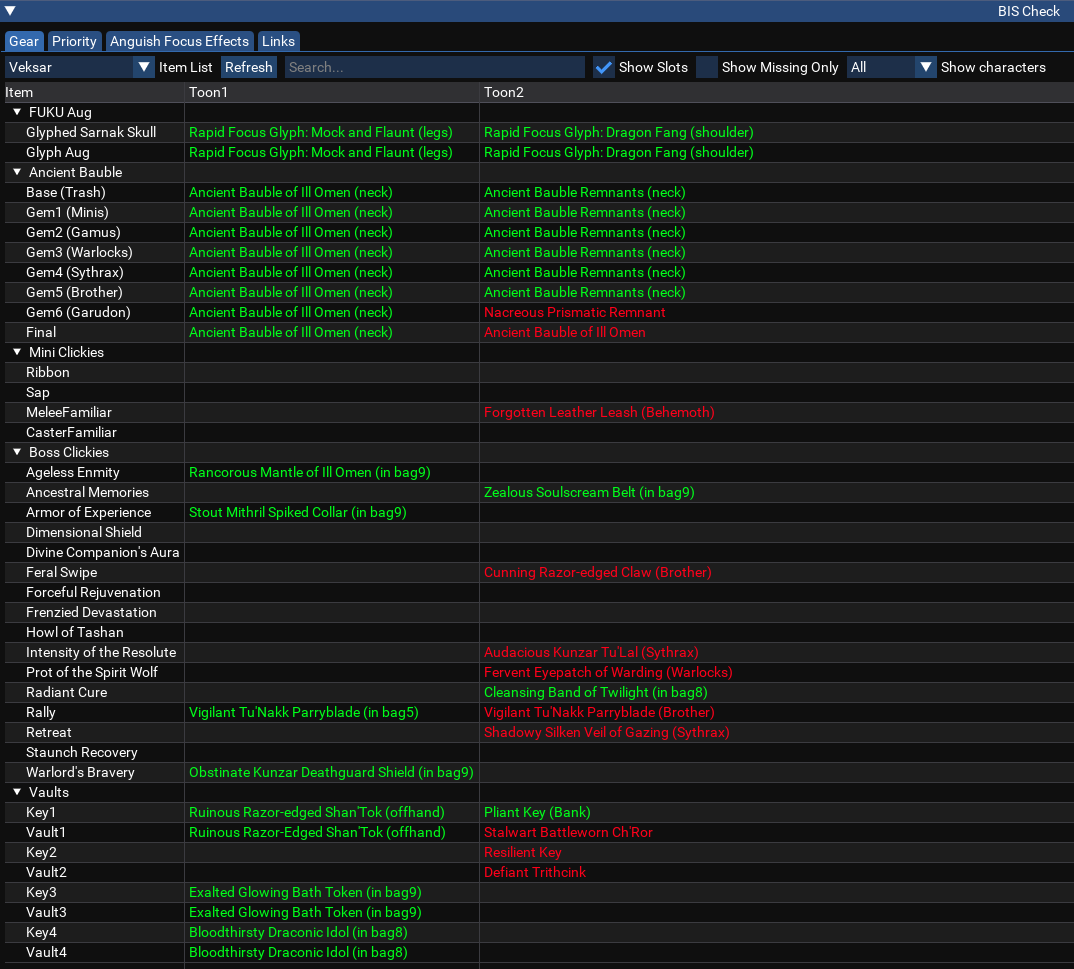 BIS Check
Gear Priority Anguish Focus Effects Links
Veksar Item List Refresh Search... Show Slots Show Missing Only All Show characters
Item Toon1 Toon2
FUKU Aug
Glyphed Sarnak Skull Rapid Focus Glyph: Mock and Flaunt (legs) Rapid Focus Glyph: Dragon Fang (shoulder)
Glyph Aug Rapid Focus Glyph: Mock and Flaunt (legs) Rapid Focus Glyph: Dragon Fang (shoulder)
Ancient Bauble
Base (Trash) Ancient Bauble of Ill Omen (neck) Ancient Bauble Remnants (neck)
Gem1 (Minis) Ancient Bauble of Ill Omen (neck) Ancient Bauble Remnants (neck)
Gem2 (Gamus) Ancient Bauble of Ill Omen (neck) Ancient Bauble Remnants (neck)
Gem3 (Warlocks) Ancient Bauble of Ill Omen (neck) Ancient Bauble Remnants (neck)
Gem4 (Sythrax) Ancient Bauble of Ill Omen (neck) Ancient Bauble Remnants (neck)
Gem5 (Brother) Ancient Bauble of Ill Omen (neck) Ancient Bauble Remnants (neck)
Gem6 (Garudon) Ancient Bauble of Ill Omen (neck) Nacreous Prismatic Remnant
Final Ancient Bauble of Ill Omen (neck) Ancient Bauble of Ill Omen
Mini Clickies
Ribbon
Sap
MeleeFamiliar Forgotten Leather Leash (Behemoth)
CasterFamiliar
Boss Clickies
Ageless Enmity Rancorous Mantle of Ill Omen (in bag9)
Ancestral Memories Zealous Soulscream Belt (in bag9)
Armor of Experience Stout Mithril Spiked Collar (in bag9)
Dimensional Shield
Divine Companion's Aura
Feral Swipe Cunning Razor-edged Claw (Brother)
Forceful Rejuvenation
Frenzied Devastation
Howl of Tashan
Intensity of the Resolute Audacious Kunzar Tu'Lal (Sythrax)
Prot of the Spirit Wolf Fervent Eyepatch of Warding (Warlocks)
Radiant Cure Cleansing Band of Twilight (in bag8)
Rally Vigilant Tu'Nakk Parryblade (in bag5) Vigilant Tu'Nakk Parryblade (Brother)
Retreat Shadowy Silken Veil of Gazing (Sythrax)
Staunch Recovery
Warlord's Bravery Obstinate Kunzar Deathguard Shield (in bag9)
Vaults
Key1 Ruinous Razor-edged Shan'Tok (offhand) Pliant Key (Bank)
Vault1 Ruinous Razor-Edged Shan'Tok (offhand) Stalwart Battleworn Ch'Ror
Key2 Resilient Key
Vault2 Defiant Trithcink
Key3 Exalted Glowing Bath Token (in bag9)
Vault3 Exalted Glowing Bath Token (in bag9)
Key4 Bloodthirsty Draconic Idol (in bag8)
Vault4 Bloodthirsty Draconic Idol (in bag8)